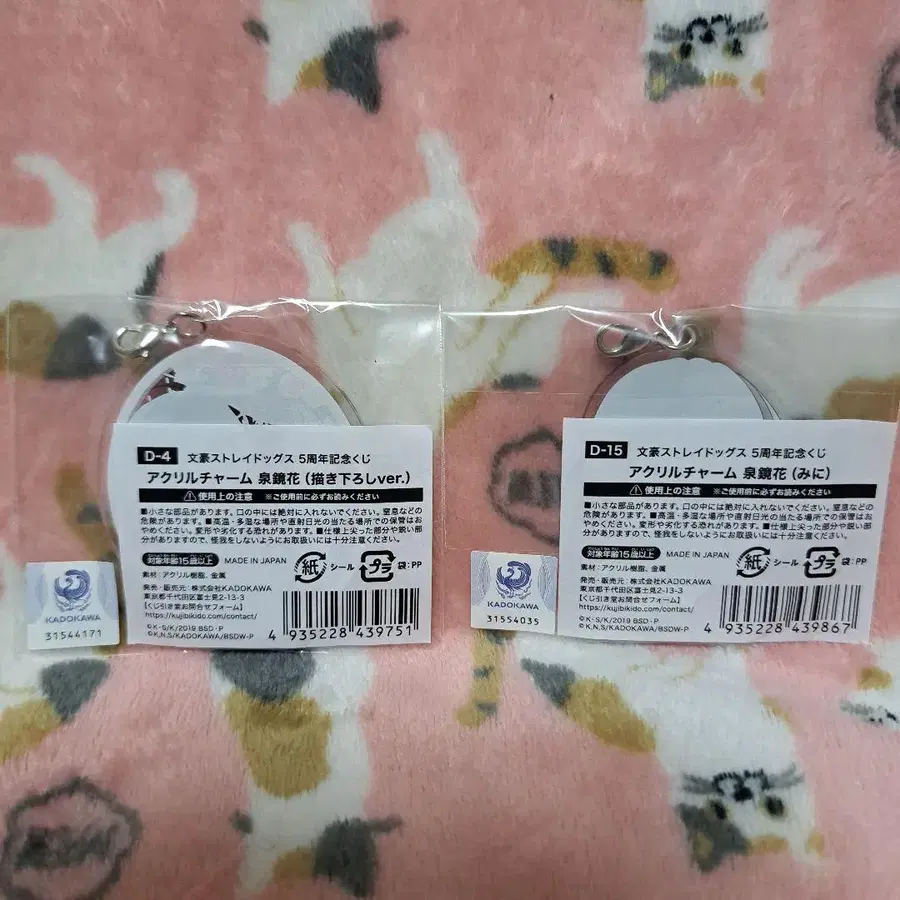 D-4 文豪ストレイドッグス 5周年記念くじ
アクリルチャーム 泉鏡花(描き下ろしver.)
⚠使用上の注意 ※ご使用前に必ずお読みください
■小さな部品があります。口の中には絶対に入れないでください。窒息などの
危険があります。■高温・多湿な場所や直射日光の当たる場所での保管はお
やめください。変形や劣化する恐れがあります。■仕様上尖った部分や鋭い部
分がありますので、怪我をしないようにお取扱いには十分注意ください。
対象年齢15歳以上 MADE IN JAPAN 紙 シール プラ 袋:PP
素材:アクリル樹脂、金属
発売・販売元:株式会社KADOKAWA
東京都千代田区富士見2-13-3
【くじ引き堂お問合せフォーム】
https://kujibikido.com/contact/
©K・S/K/2019 BSD・P
©K,N,S/KADOKAWA/BSDW-P
4 935228 439751
KADOKAWA
31544171
D-15 文豪ストレイドッグス 5周年記念くじ
アクリルチャーム 泉鏡花(みに)
⚠使用上の注意 ※ご使用前に必ずお読みください
■小さな部品があります。口の中には絶対に入れないでください。窒息などの
危険があります。■高温・多湿な場所や直射日光の当たる場所での保管はお
やめください。変形や劣化する恐れがあります。■仕様上尖った部分や鋭い部
分がありますので、怪我をしないようにお取扱いには十分注意ください。
対象年齢15歳以上 MADE IN JAPAN 紙 シール プラ 袋:PP
素材:アクリル樹脂、金属
発売・販売元:株式会社KADOKAWA
東京都千代田区富士見2-13-3
【くじ引き堂お問合せフォーム】
https://kujibikido.com/contact/
©K・S/K/2019 BSD・P
©K,N,S/KADOKAWA/BSDW-P
4 935228 439867
KADOKAWA
31554035